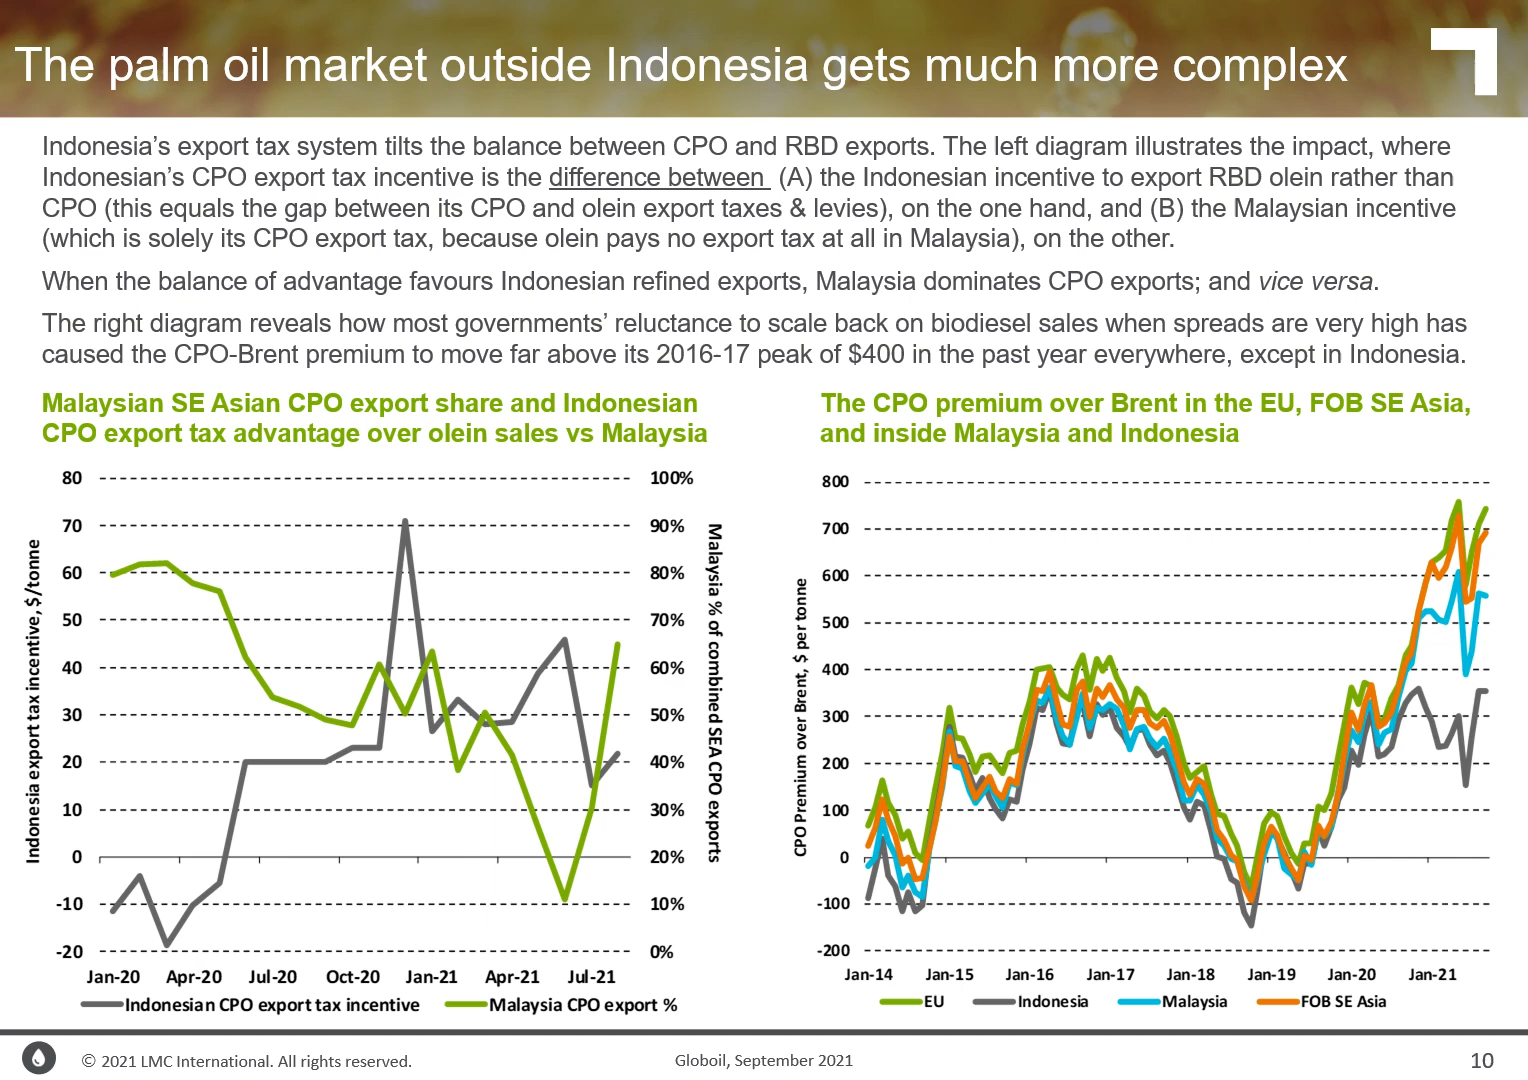 The palm oil market outside Indonesia gets much more complex
Indonesia’s export tax system tilts the balance between CPO and RBD exports. The left diagram illustrates the impact, where
Indonesian’s CPO export tax incentive is the difference between (A) the Indonesian incentive to export RBD olein rather than
CPO (this equals the gap between its CPO and olein export taxes & levies), on the one hand, and (B) the Malaysian incentive
(which is solely its CPO export tax, because olein pays no export tax at all in Malaysia), on the other.
When the balance of advantage favours Indonesian refined exports, Malaysia dominates CPO exports; and vice versa.
The right diagram reveals how most governments’ reluctance to scale back on biodiesel sales when spreads are very high has
caused the CPO-Brent premium to move far above its 2016-17 peak of $400 in the past year everywhere, except in Indonesia.
Malaysian SE Asian CPO export share and Indonesian
CPO export tax advantage over olein sales vs Malaysia
Indonesia export tax incentive, $/tonne
80
70
60
50
40
30
20
10
0
-10
-20
100%
90%
80%
70%
60%
50%
40%
30%
20%
10%
0%
Malaysia % of combined SEA CPO exports
Jan-20 Apr-20 Jul-20 Oct-20 Jan-21 Apr-21 Jul-21
Indonesian CPO export tax incentive Malaysia CPO export %
The CPO premium over Brent in the EU, FOB SE Asia,
and inside Malaysia and Indonesia
CPO Premium over Brent, $ per tonne
800
700
600
500
400
300
200
100
0
-100
-200
Jan-14 Jan-15 Jan-16 Jan-17 Jan-18 Jan-19 Jan-20 Jan-21
EU Indonesia Malaysia FOB SE Asia
© 2021 LMC International. All rights reserved.
Globoil, September 2021
10